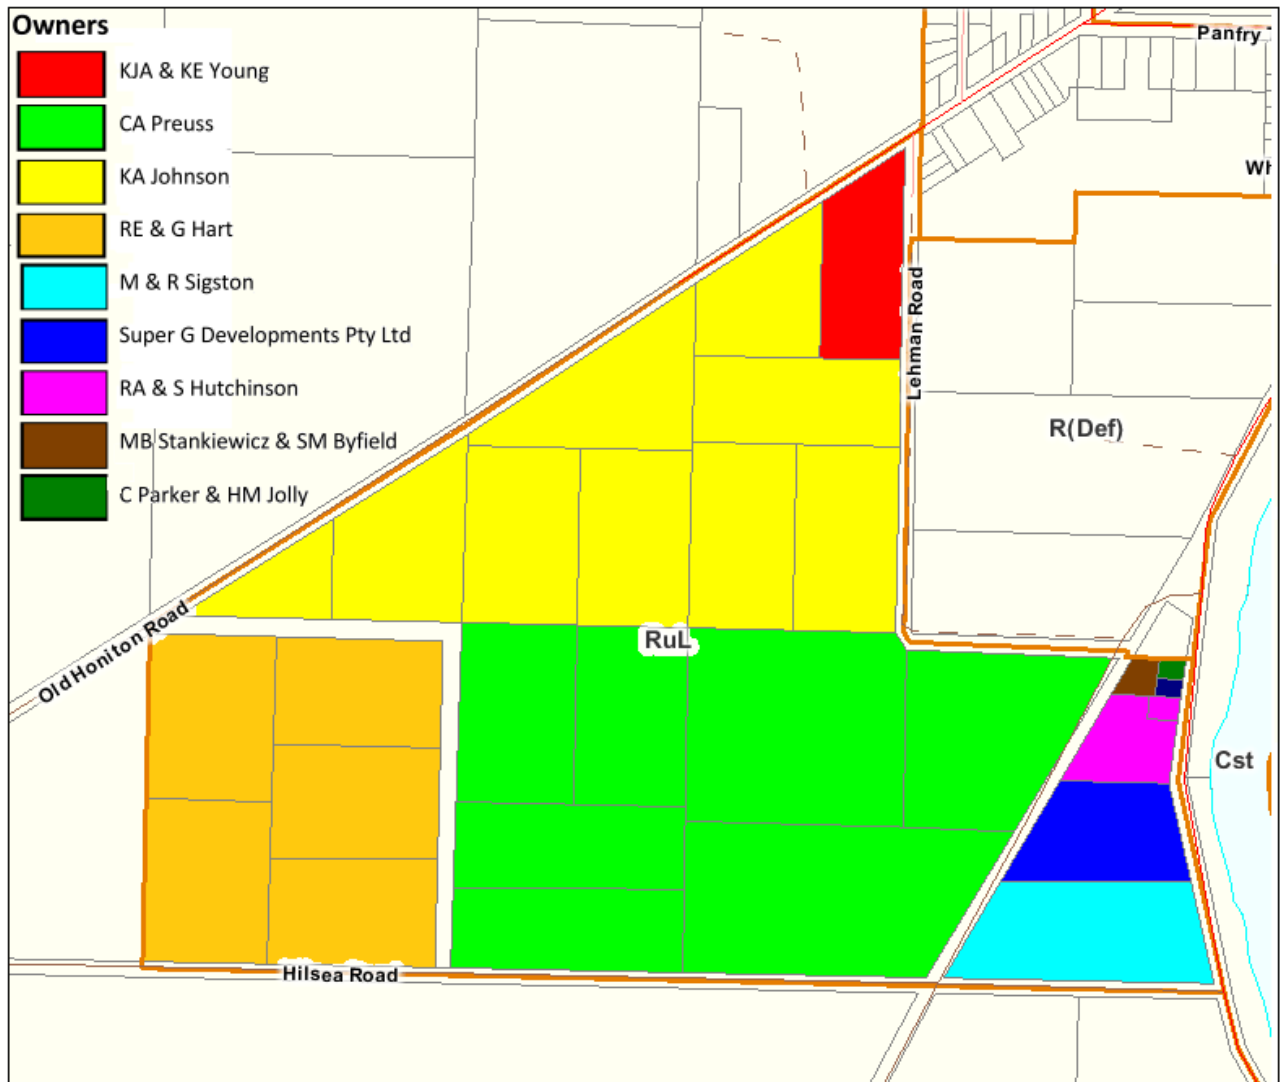 Owners
KJA & KE Young
CA Preuss
KA Johnson
RE & G Hart
M & R Sigston
Super G Developments Pty Ltd
RA & S Hutchinson
MB Stankiewicz & SM Byfield
C Parker & HM Jolly
Panfry
Wh
Lehman Road
R(Def)
Old Honiton Road
RuL
Cst
Hilsea Road